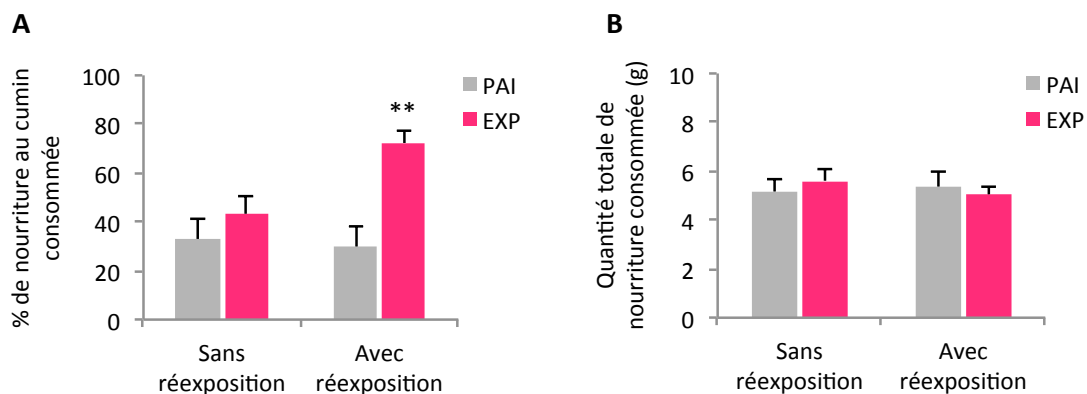 A
% de nourriture au cumin
consommée
100
80
60
40
20
0
**
PAI
EXP
Sans
réexposition
Avec
réexposition
B
Quantité totale de
nourriture consommée (g)
10
8
6
4
2
0
PAI
EXP
Sans
réexposition
Avec
réexposition